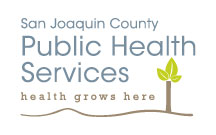 San Joaquin County
Public Health
Services
health grows here